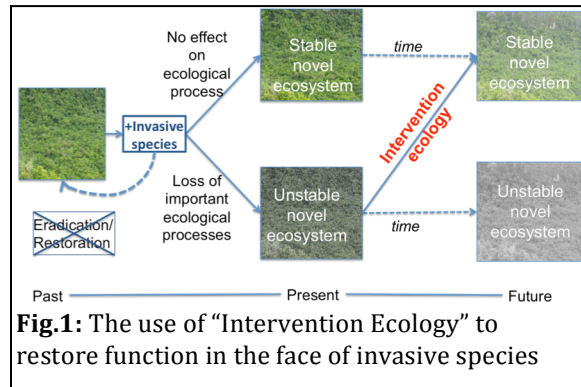 No effect
on
ecological
process
Stable
novel
ecosystem
time
Stable
novel
ecosystem
+Invasive
species
Intervention
ecology
Eradication/
Restoration
Loss of
important
ecological
processes
Unstable
novel
ecosystem
time
Unstable
novel
ecosystem
Past
Present
Future
Fig.1: The use of “Intervention Ecology” to
restore function in the face of invasive species